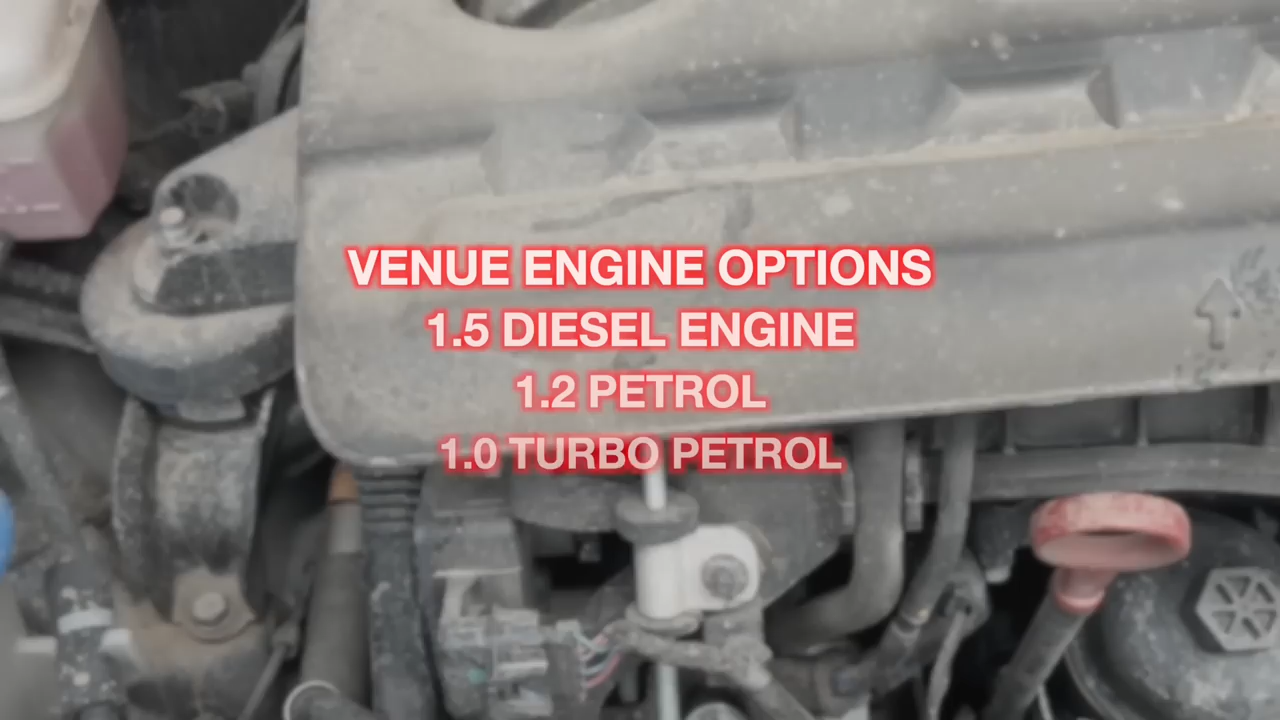 VENUE ENGINE OPTIONS
1.5 DIESEL ENGINE
1.2 PETROL
1.0 TURBO PETROL